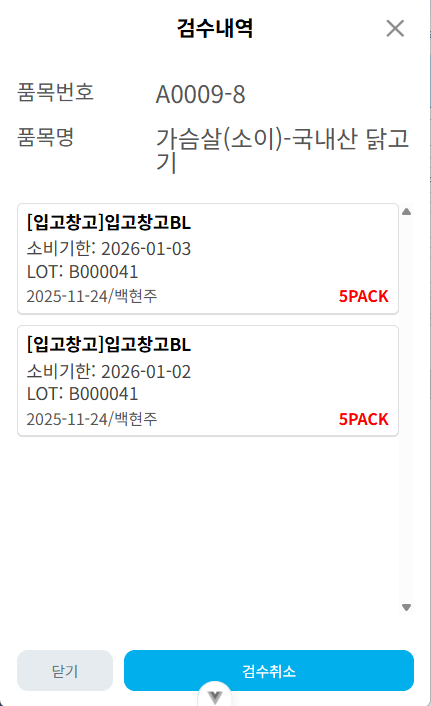 검수내역
품목번호 A0009-8
품목명 가슴살(소이)-국내산 닭고
기
[입고창고]입고창고BL
소비기한: 2026-01-03
LOT: B000041
2025-11-24/백현주 5PACK
[입고창고]입고창고BL
소비기한: 2026-01-02
LOT: B000041
2025-11-24/백현주 5PACK
닫기 검수취소